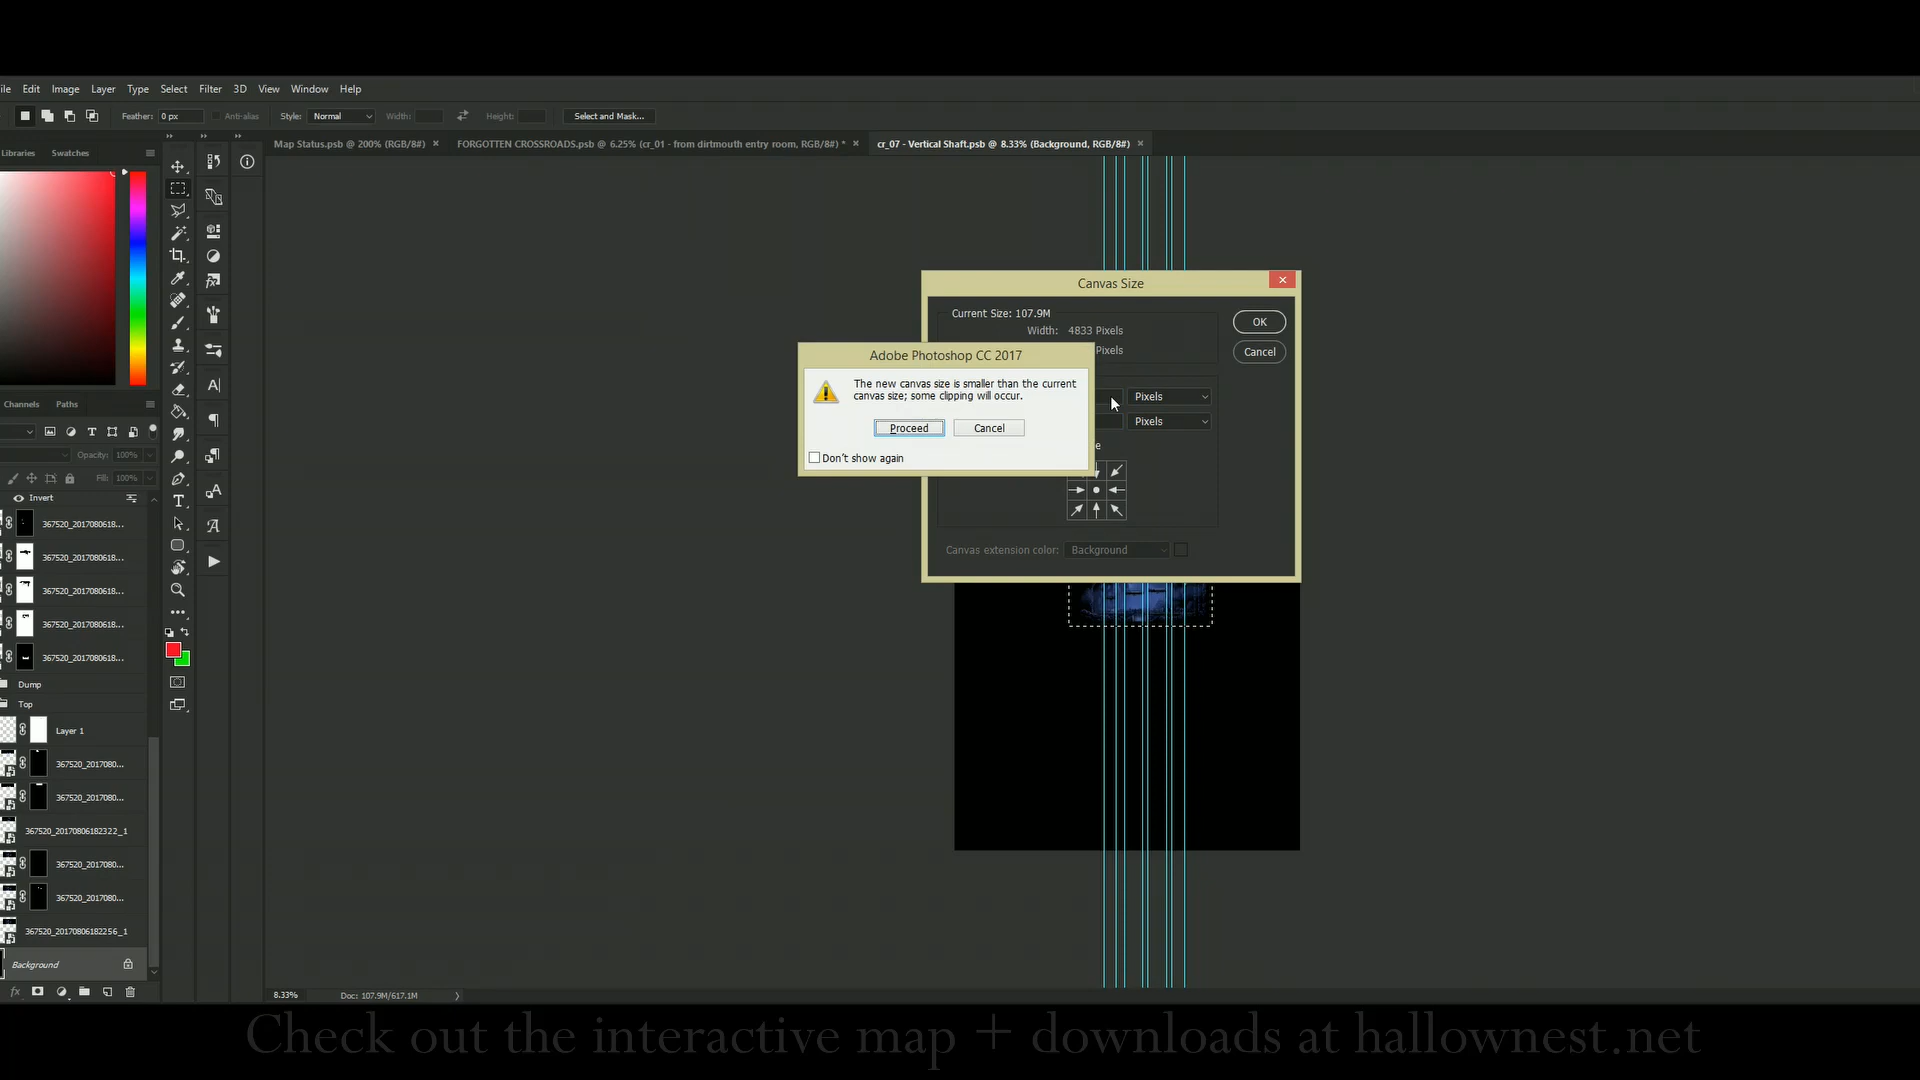 Edit Image Layer Type Select Filter 3D View Window Help
Feather: 0 px Anti-alias Style: Normal Width: Height: Select and Mask...
Map Status.psb @ 200% (RGB/8#) × FORGOTTEN CROSSROADS.psb @ 6.25% (cr_01 - from dirtmouth entry room, RGB/8#) * × cr_07 - Vertical Shaft.psb @ 8.33% (Background, RGB/8#) ×
Libraries Swatches
Canvas Size
Current Size: 107.9M
OK
Width: 4833 Pixels
Pixels
Cancel
Adobe Photoshop CC 2017
The new canvas size is smaller than the current
canvas size; some clipping will occur.
Pixels
Pixels
Proceed Cancel
Don't show again
Canvas extension color: Background
Channels Paths
Opacity: 100%
Fill: 100%
Invert
367520_2017080618...
367520_2017080618...
367520_2017080618...
367520_2017080618...
367520_2017080618...
Dump
Top
Layer 1
367520_2017080...
367520_2017080...
367520_20170806182322_1
367520_2017080...
367520_2017080...
367520_20170806182256_1
Background
8.33% Doc: 107.9M/617.1M
Check out the interactive map + downloads at hallownest.net